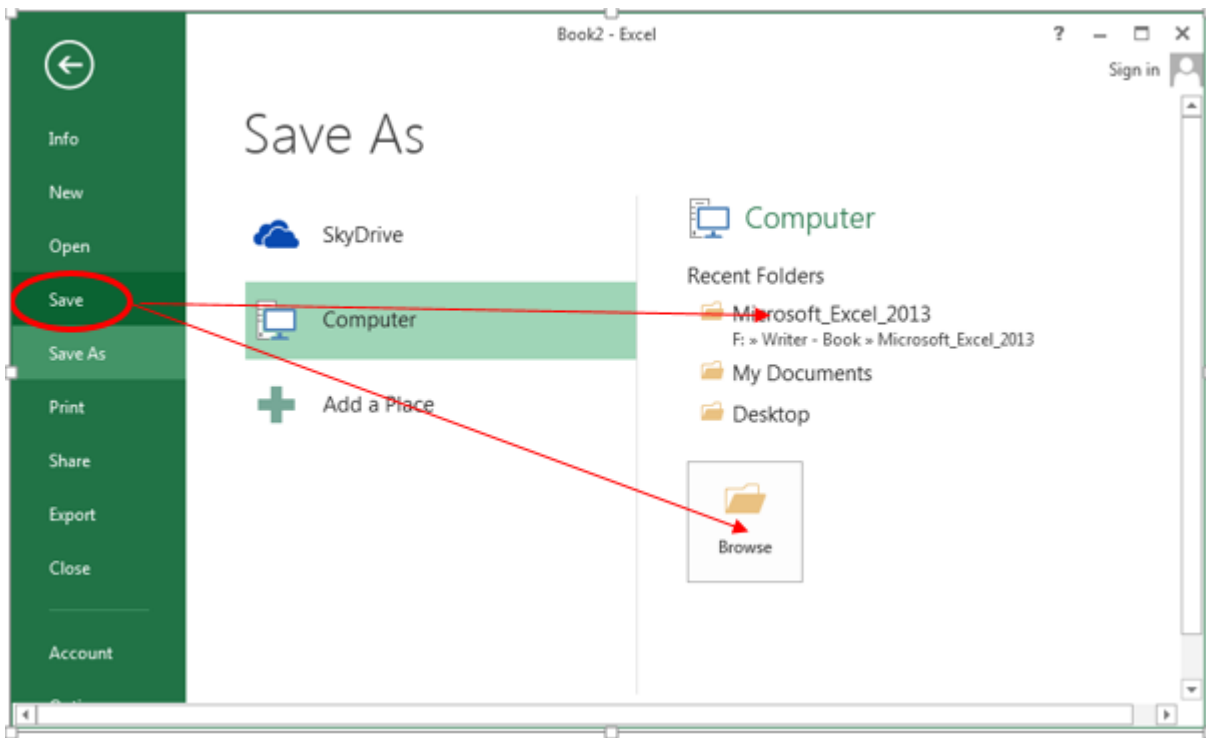 Book2 - Excel
?
Sign in
Info
New
Open
Save
Save As
Print
Share
Export
Close
Account
Save As
SkyDrive
Computer
Add a Place
Computer
Recent Folders
Microsoft_Excel_2013
F: » Writer - Book » Microsoft_Excel_2013
My Documents
Desktop
Browse